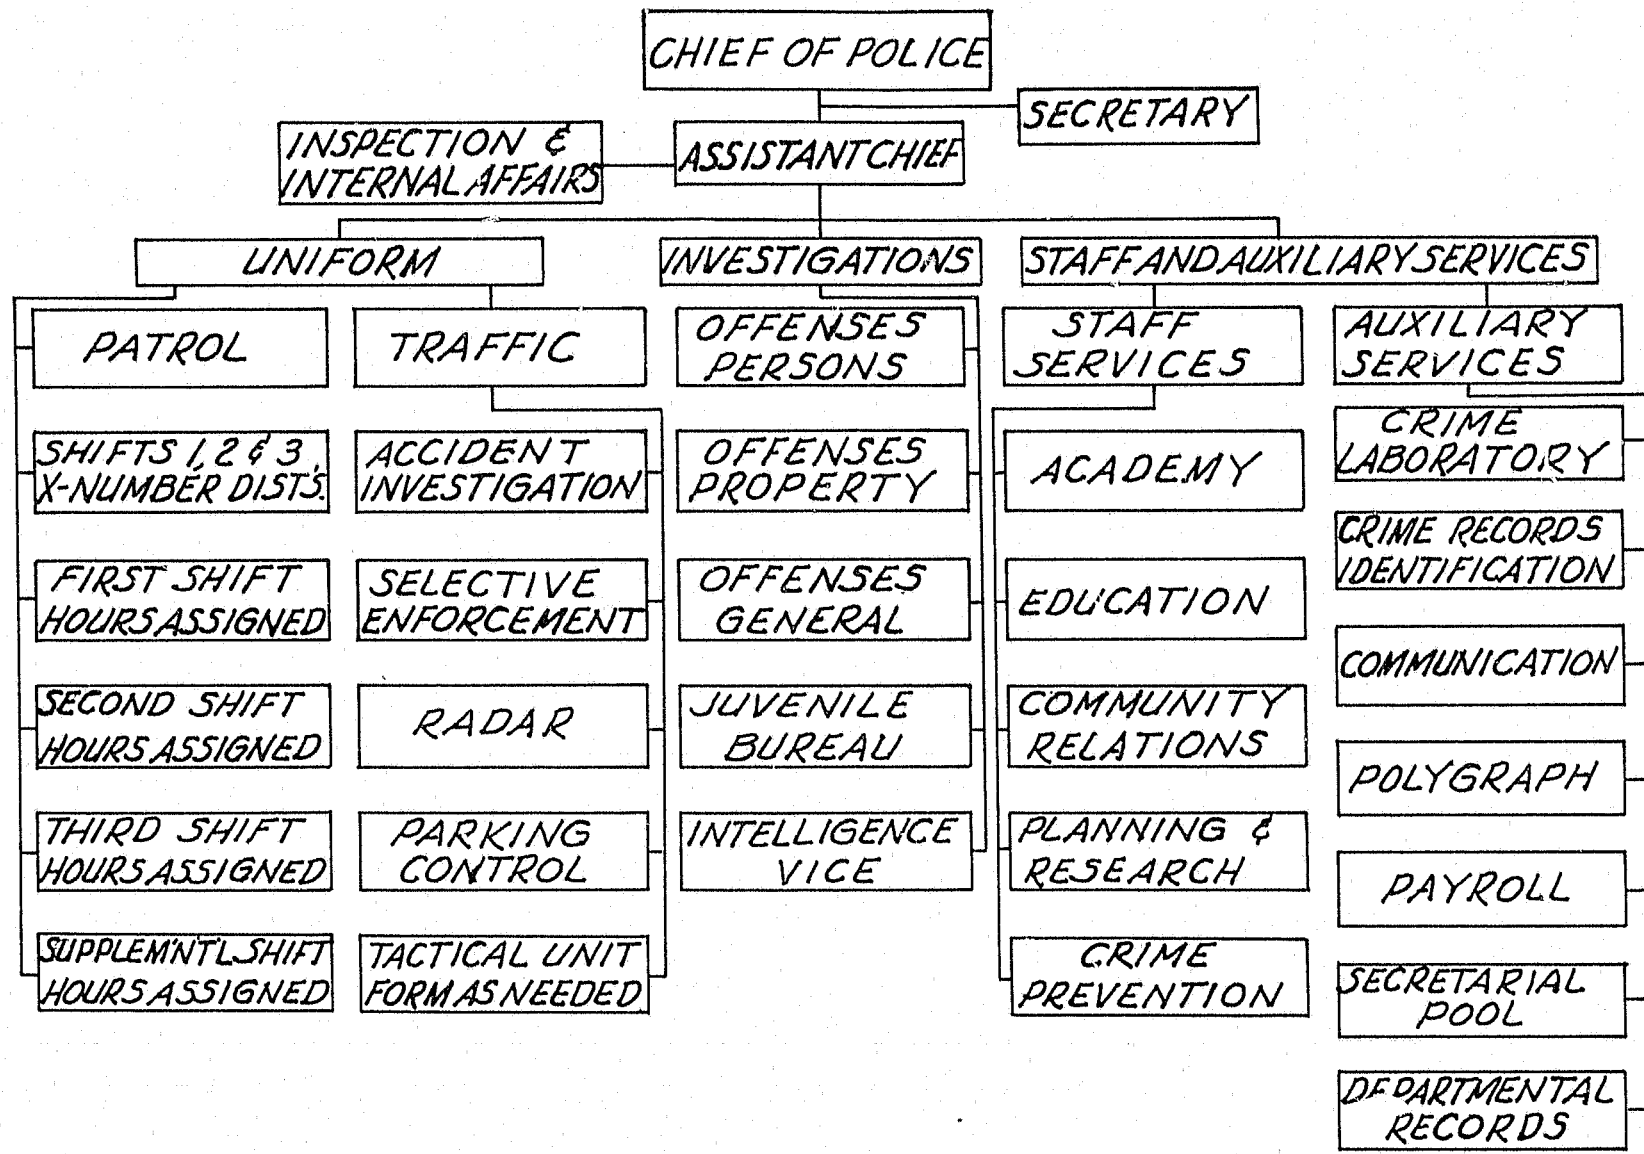 CHIEF OF POLICE
SECRETARY
INSPECTION &
INTERNAL AFFAIRS
ASSISTANT CHIEF
UNIFORM
INVESTIGATIONS
STAFF AND AUXILIARY SERVICES
PATROL
SHIFTS 1, 2 & 3,
X-NUMBER DISTS.
FIRST SHIFT
HOURS ASSIGNED
SECOND SHIFT
HOURS ASSIGNED
THIRD SHIFT
HOURS ASSIGNED
SUPPLEM'NT'L SHIFT
HOURS ASSIGNED
TRAFFIC
ACCIDENT
INVESTIGATION
SELECTIVE
ENFORCEMENT
RADAR
PARKING
CONTROL
TACTICAL UNIT
FORM AS NEEDED
OFFENSES
PERSONS
OFFENSES
PROPERTY
OFFENSES
GENERAL
JUVENILE
BUREAU
INTELLIGENCE
VICE
STAFF
SERVICES
ACADEMY
EDUCATION
COMMUNITY
RELATIONS
PLANNING &
RESEARCH
CRIME
PREVENTION
AUXILIARY
SERVICES
CRIME
LABORATORY
CRIME RECORDS
IDENTIFICATION
COMMUNICATION
POLYGRAPH
PAYROLL
SECRETARIAL
POOL
DEPARTMENTAL
RECORDS